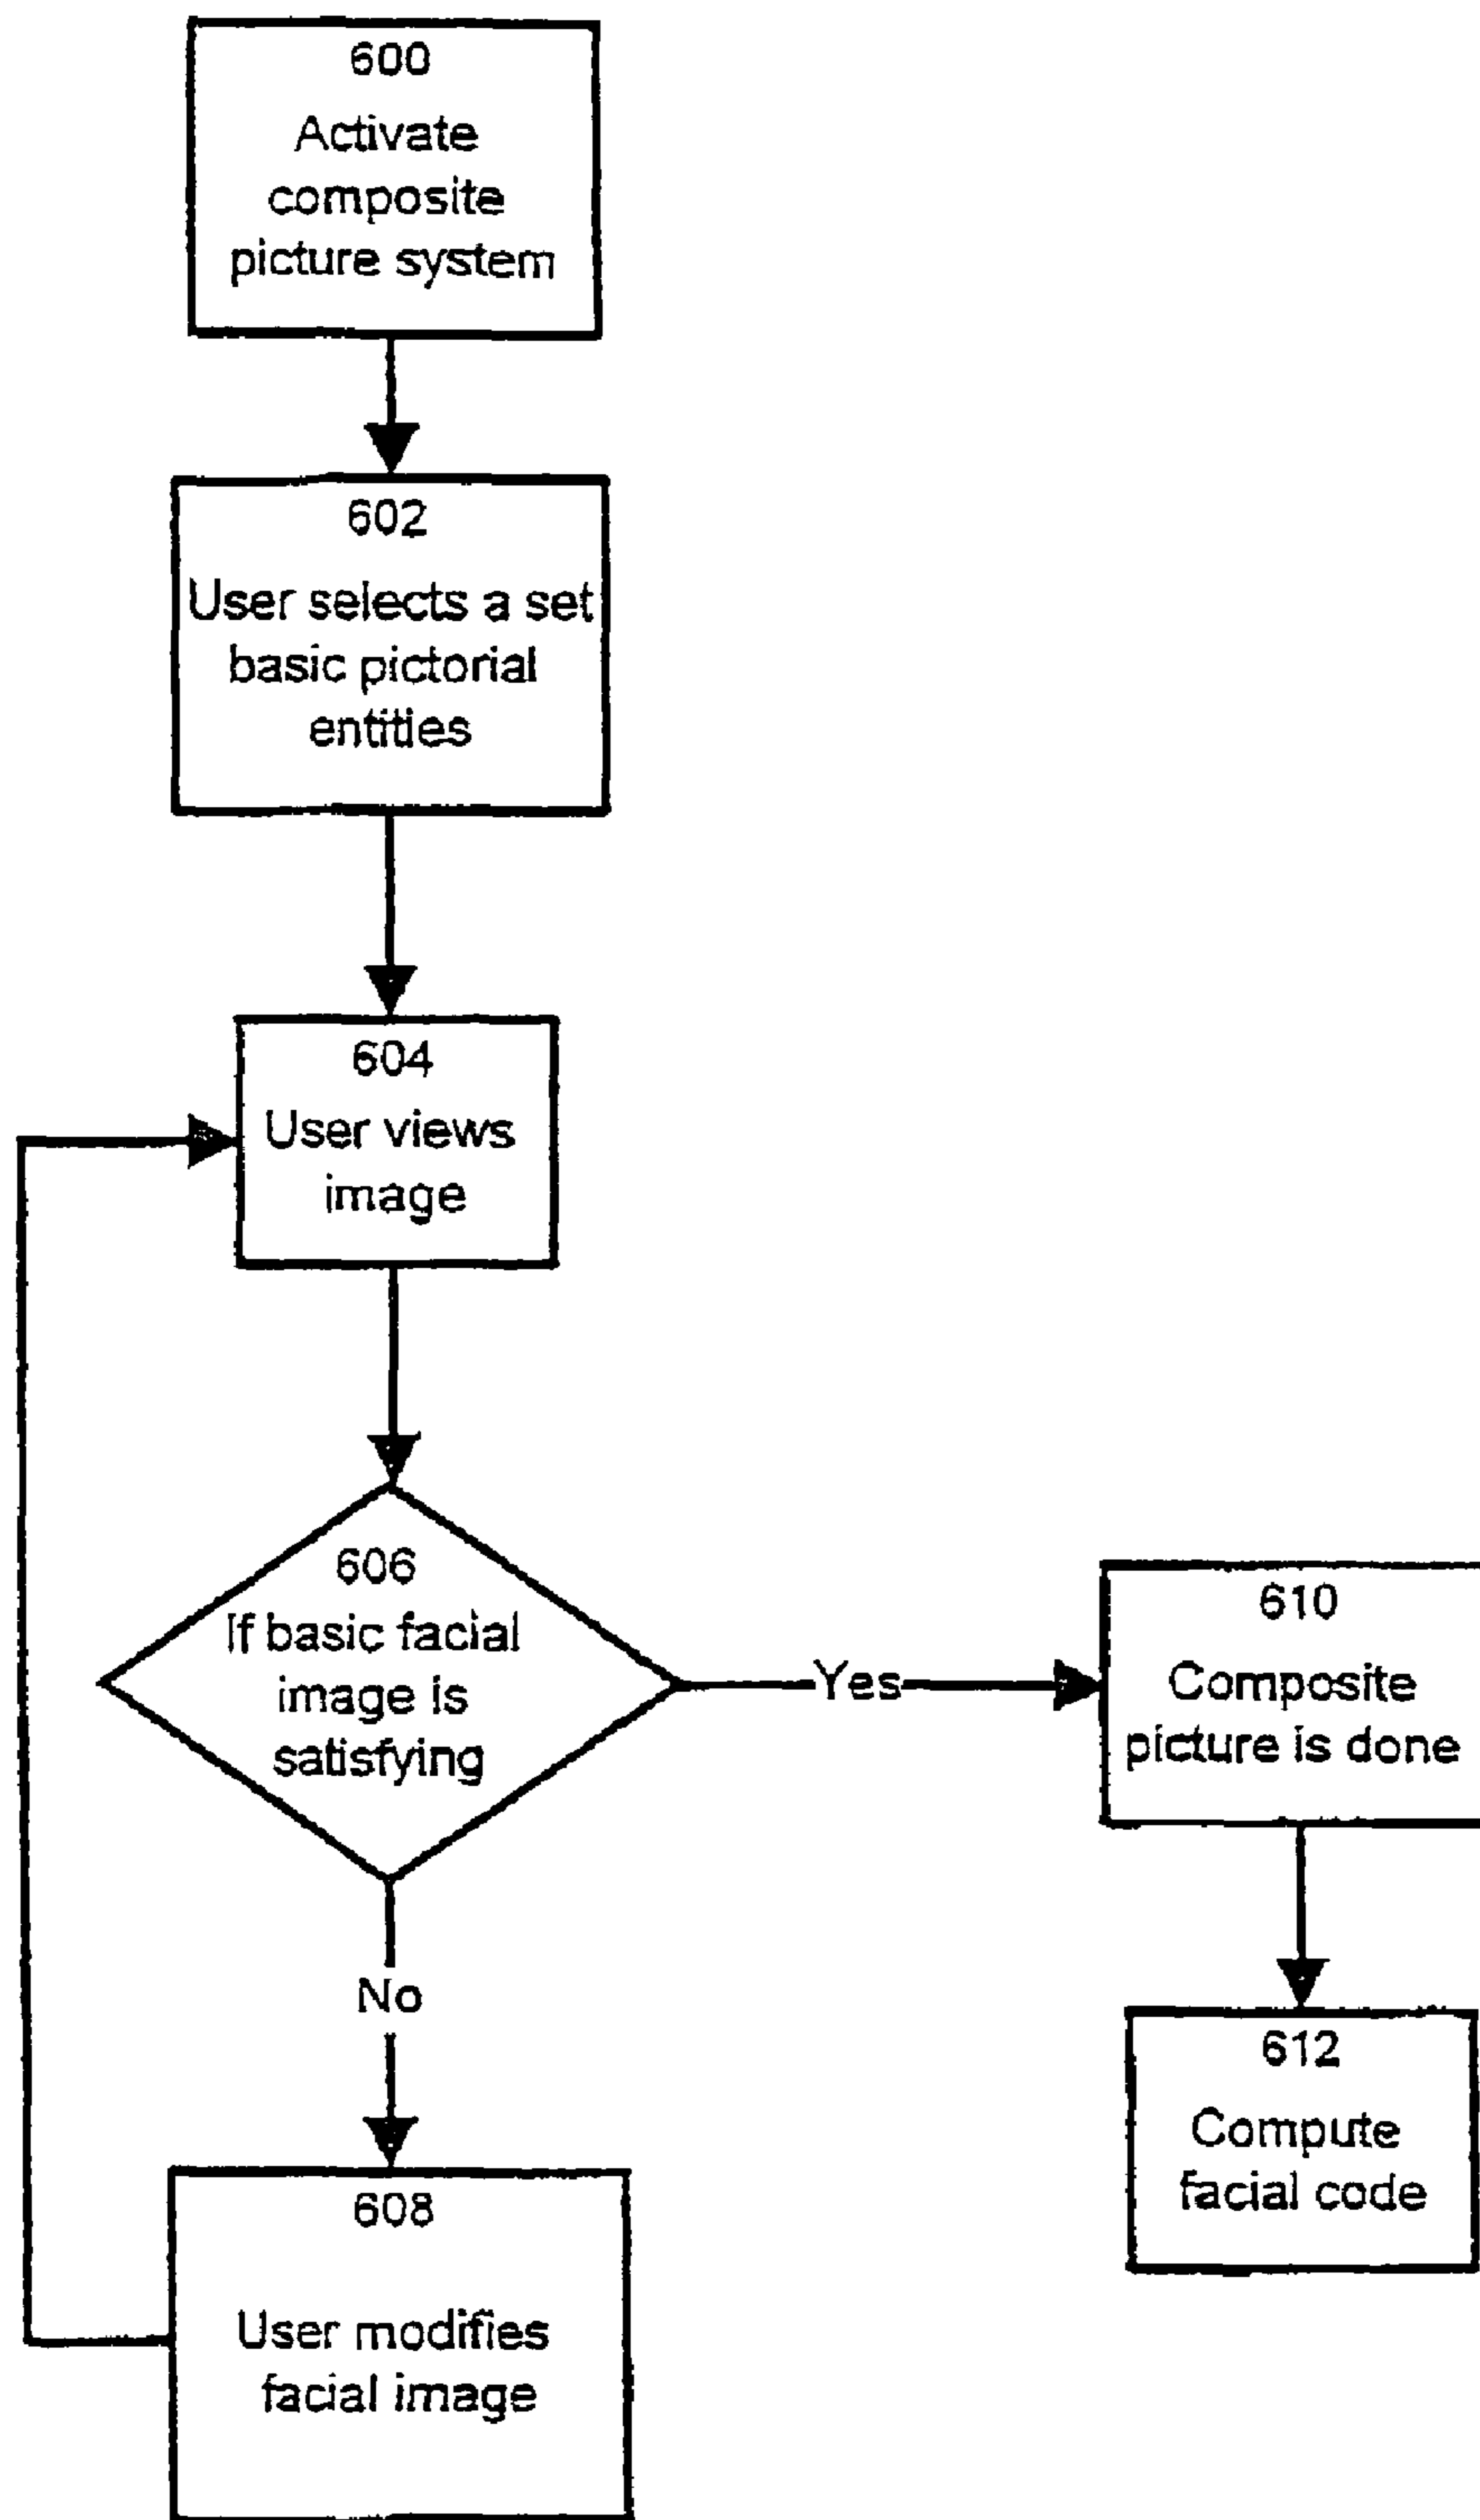 600
Activate
composite
picture system
602
User selects a set
basic pictorial
entities
604
User views
image
606
If basic facial
image is
satisfying
Yes
610
Composite
picture is done
No
612
Compute
facial code
608
User modifies
facial image